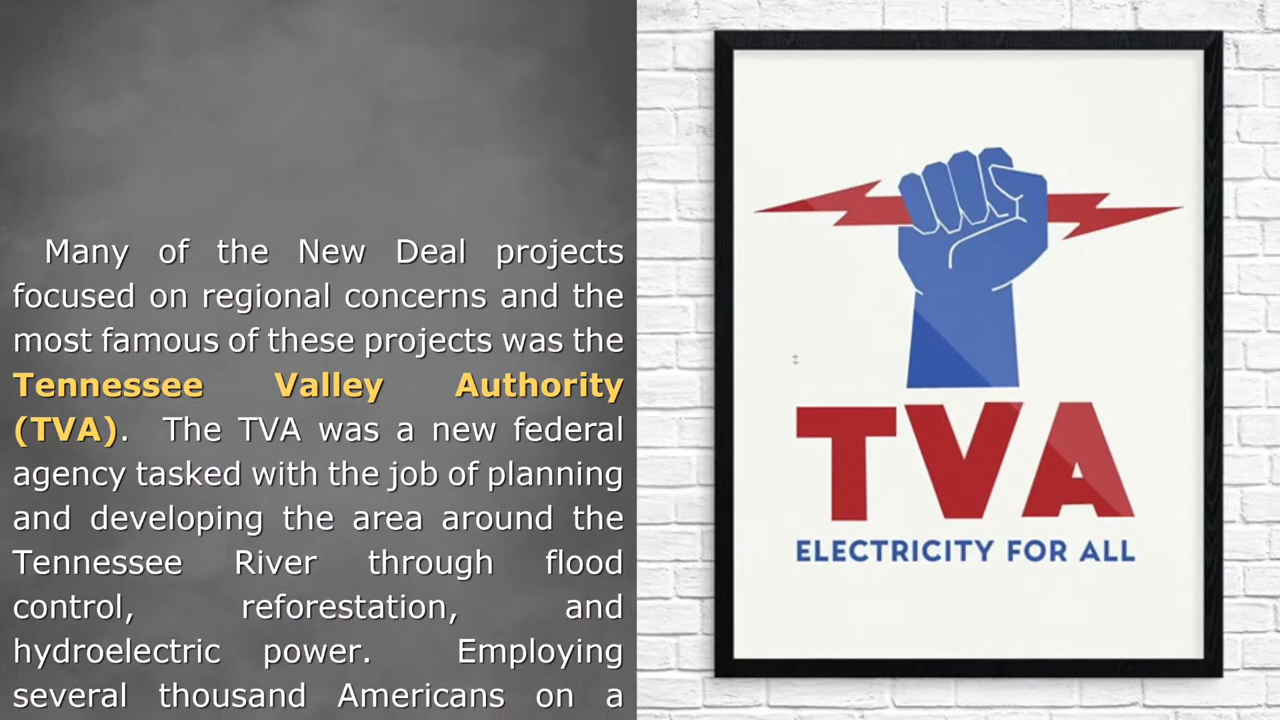 Many of the New Deal projects
focused on regional concerns and the
most famous of these projects was the
Tennessee Valley Authority
(TVA). The TVA was a new federal
agency tasked with the job of planning
and developing the area around the
Tennessee River through flood
control, reforestation, and
hydroelectric power. Employing
several thousand Americans on a
TVA
ELECTRICITY FOR ALL